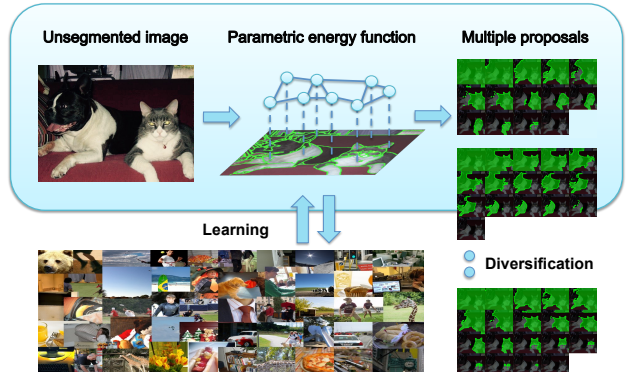 Unsegmented image
Parametric energy function
Multiple proposals
Learning
Diversification